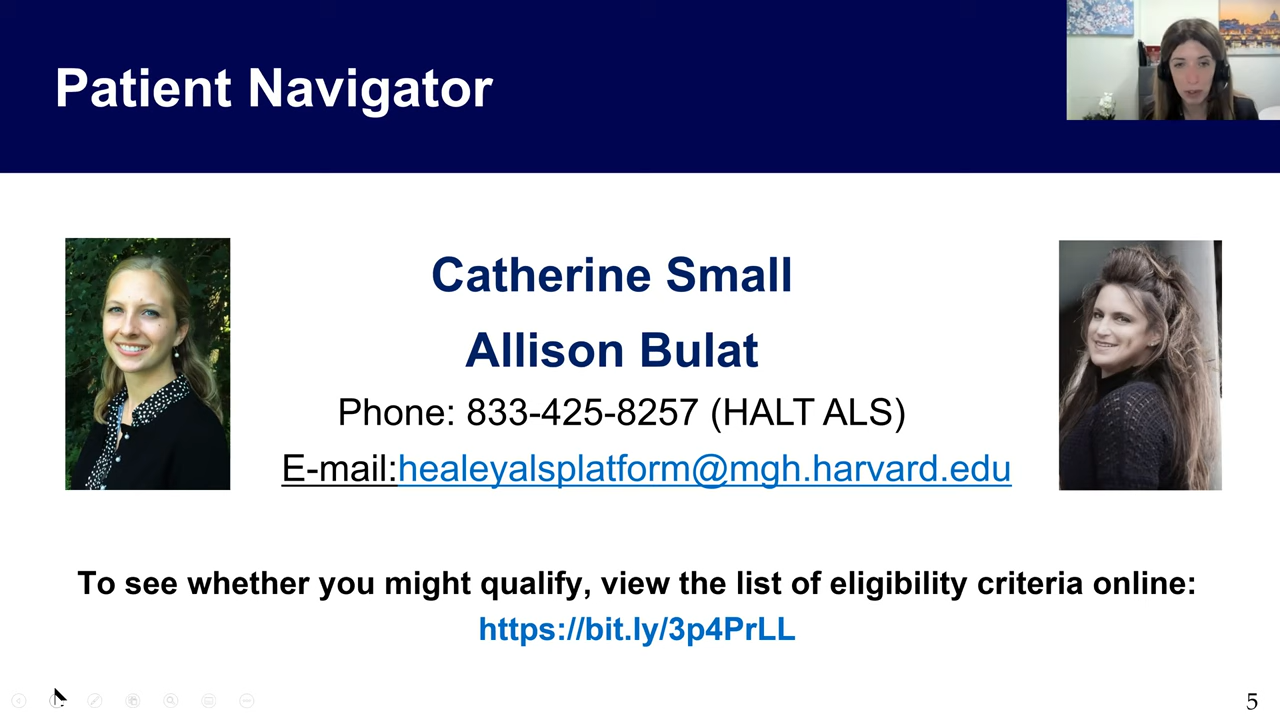 Patient Navigator
Catherine Small
Allison Bulat
Phone: 833-425-8257 (HALT ALS)
E-mail:healeyalsplatform@mgh.harvard.edu
To see whether you might qualify, view the list of eligibility criteria online:
https://bit.ly/3p4PrLL
5